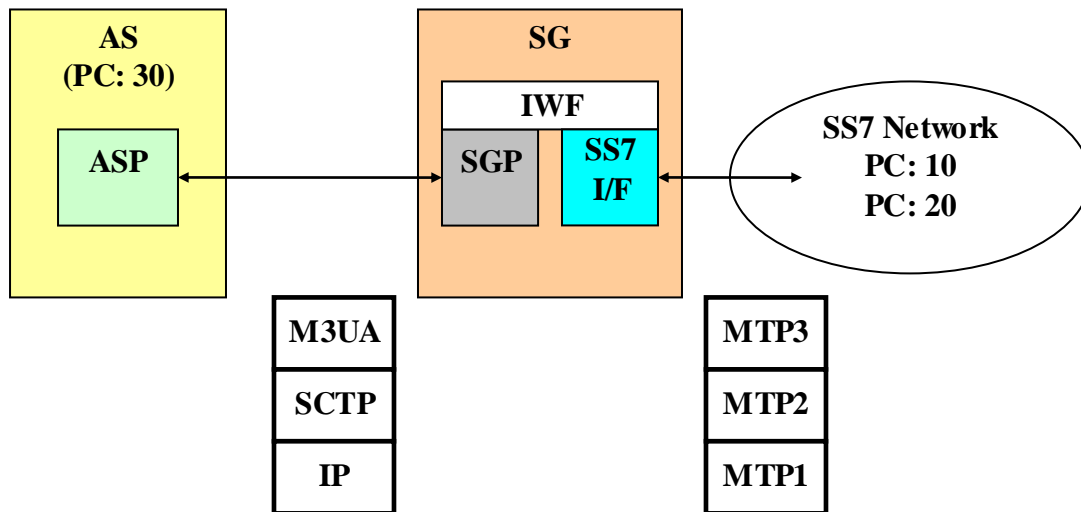 AS
(PC: 30)
ASP
SG
IWF
SGP
SS7
I/F
SS7 Network
PC: 10
PC: 20
M3UA
SCTP
IP
MTP3
MTP2
MTP1